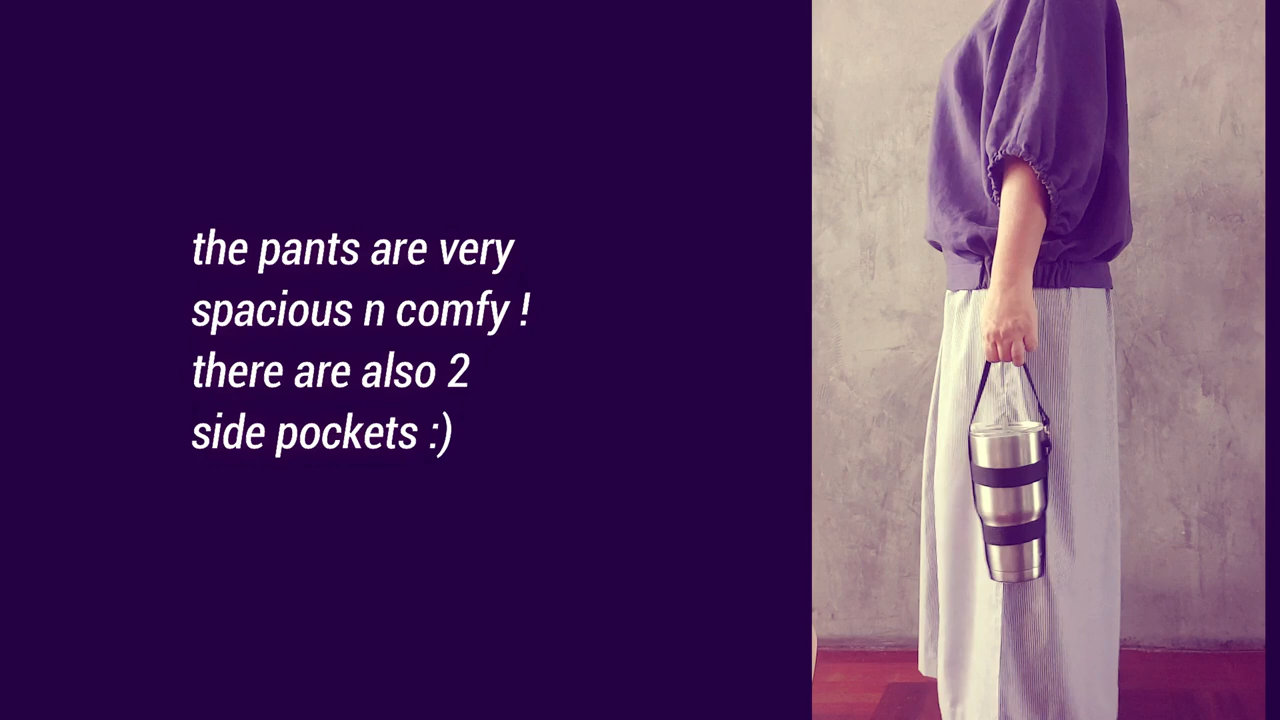 the pants are very
spacious n comfy !
there are also 2
side pockets :)